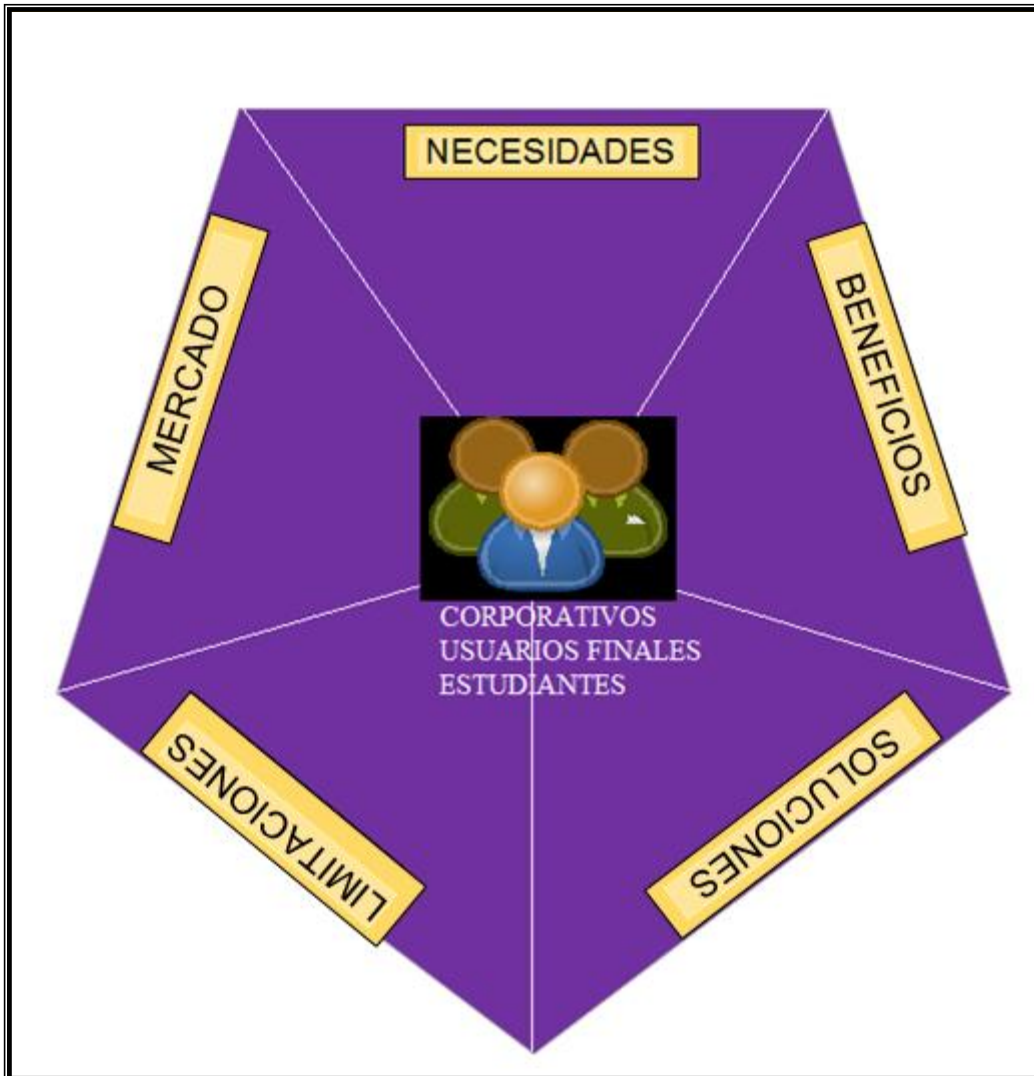 NECESIDADES
MERCADO
BENEFICIOS
CORPORATIVOS
USUARIOS FINALES
ESTUDIANTES
LIMITACIONES
SOLUCIONES